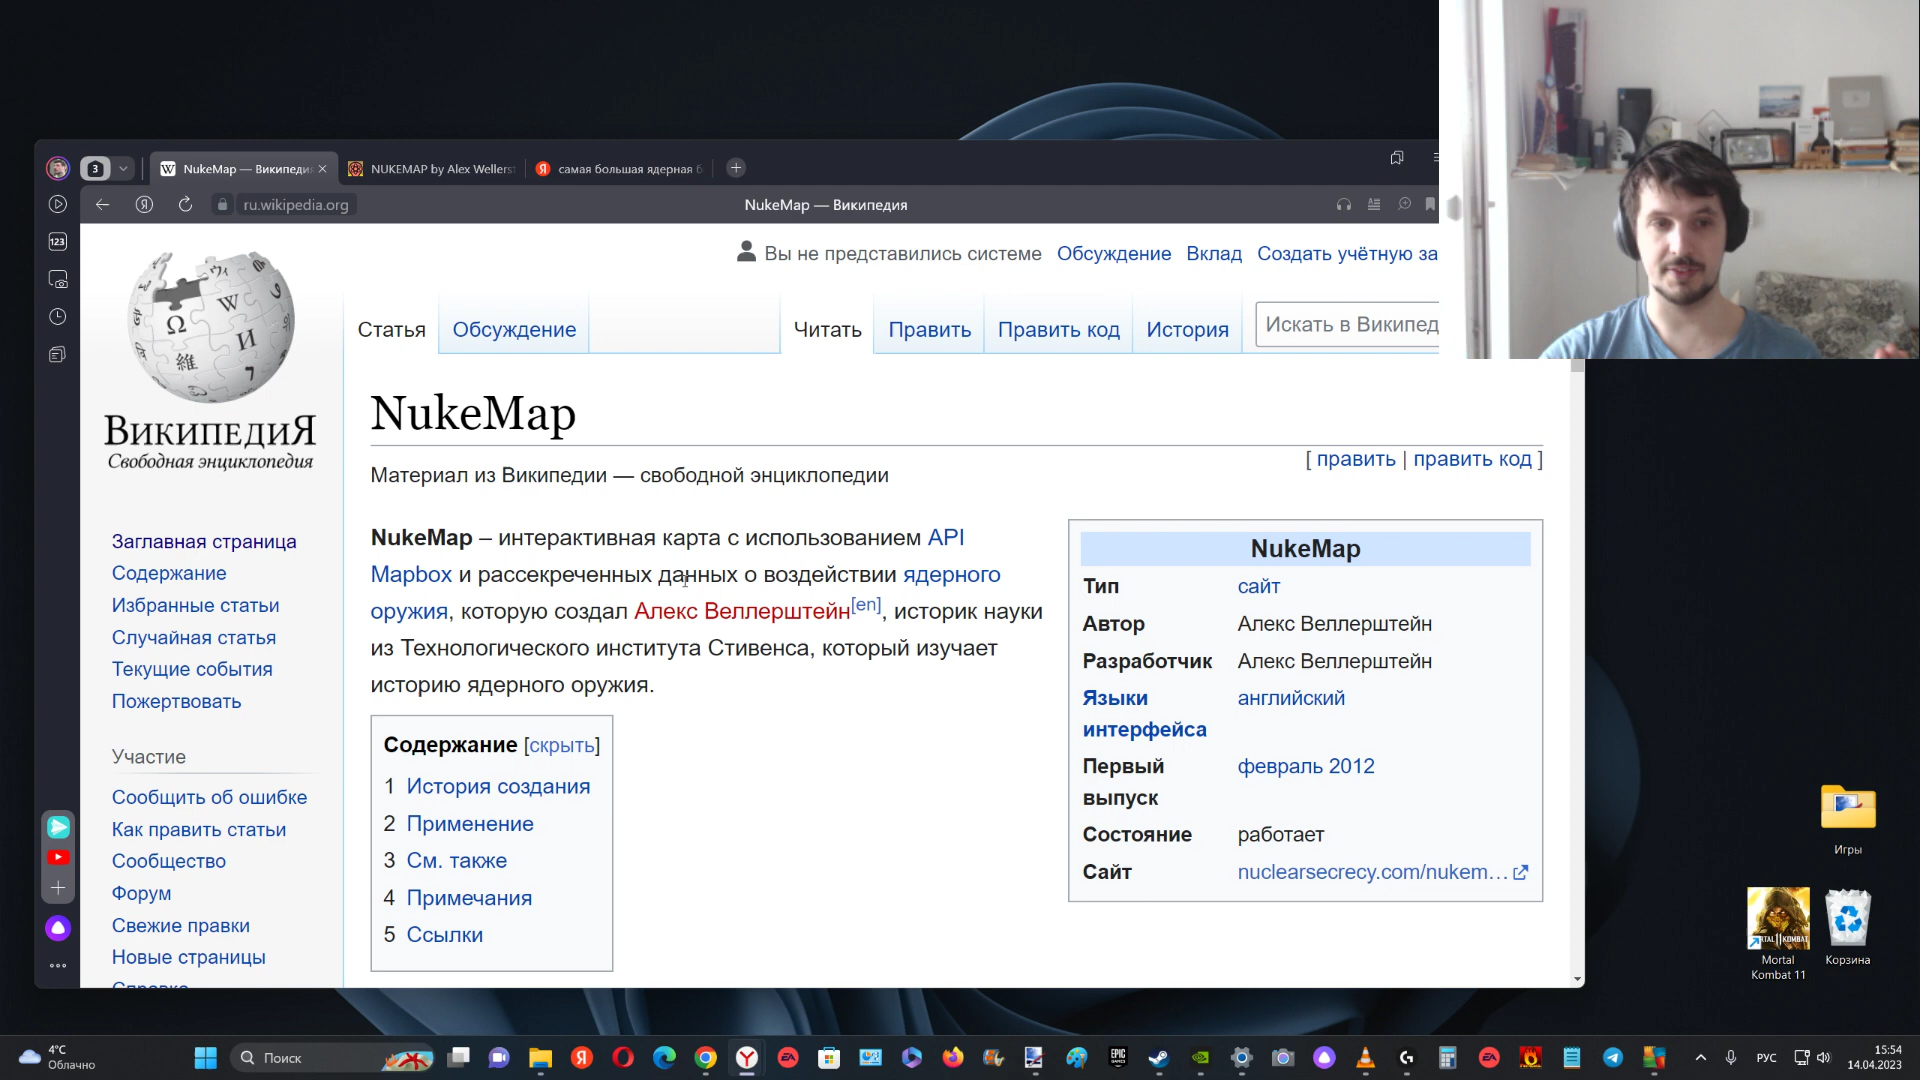 3
NukeMap — Википедия
NUKEMAP by Alex Wellers
самая большая ядерная б
ru.wikipedia.org
NukeMap — Википедия
123
Вы не представились системе
Обсуждение
Вклад
Создать учётную за
Статья
Обсуждение
Читать
Править
Править код
История
Искать в Википед
ВикипедиЯ
Свободная энциклопедия
NukeMap
[ править | править код ]
Материал из Википедии — свободной энциклопедии
NukeMap – интерактивная карта с использованием API
Mapbox и рассекреченных данных о воздействии ядерного
оружия, которую создал Алекс Веллерштейн[en], историк науки
из Технологического института Стивенса, который изучает
историю ядерного оружия.
Содержание [скрыть]
1 История создания
2 Применение
3 См. также
4 Примечания
5 Ссылки
NukeMap
Тип сайт
Автор Алекс Веллерштейн
Разработчик Алекс Веллерштейн
Языки английский
интерфейса
Первый февраль 2012
выпуск
Состояние работает
Сайт nuclearsecrecy.com/nukem…
Заглавная страница
Содержание
Избранные статьи
Случайная статья
Текущие события
Пожертвовать
Участие
Сообщить об ошибке
Как править статьи
Сообщество
Форум
Свежие правки
Новые страницы
Справка
Игры
Mortal
Kombat 11
Корзина
4°C
Облачно
Поиск
EPIC
GAMES
РУС
15:54
14.04.2023